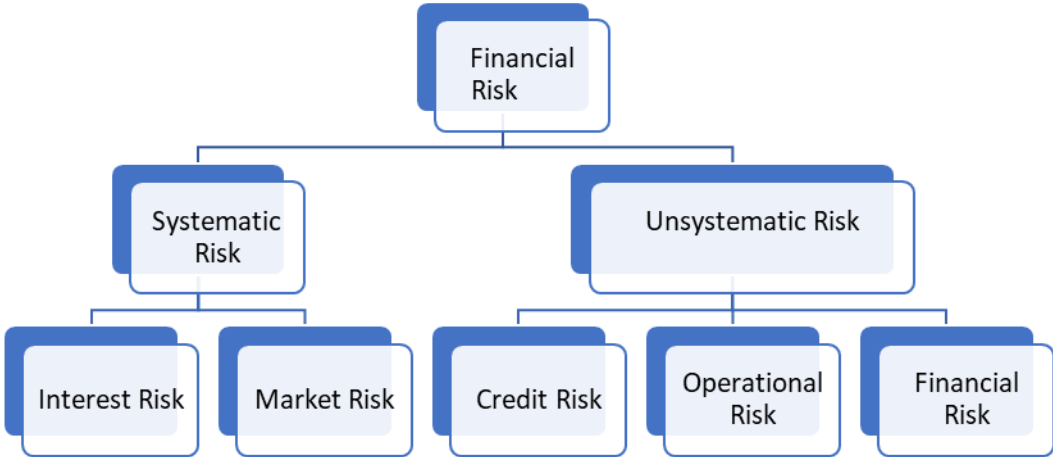 Financial
Risk
Systematic
Risk
Unsystematic Risk
Interest Risk
Market Risk
Credit Risk
Operational
Risk
Financial
Risk